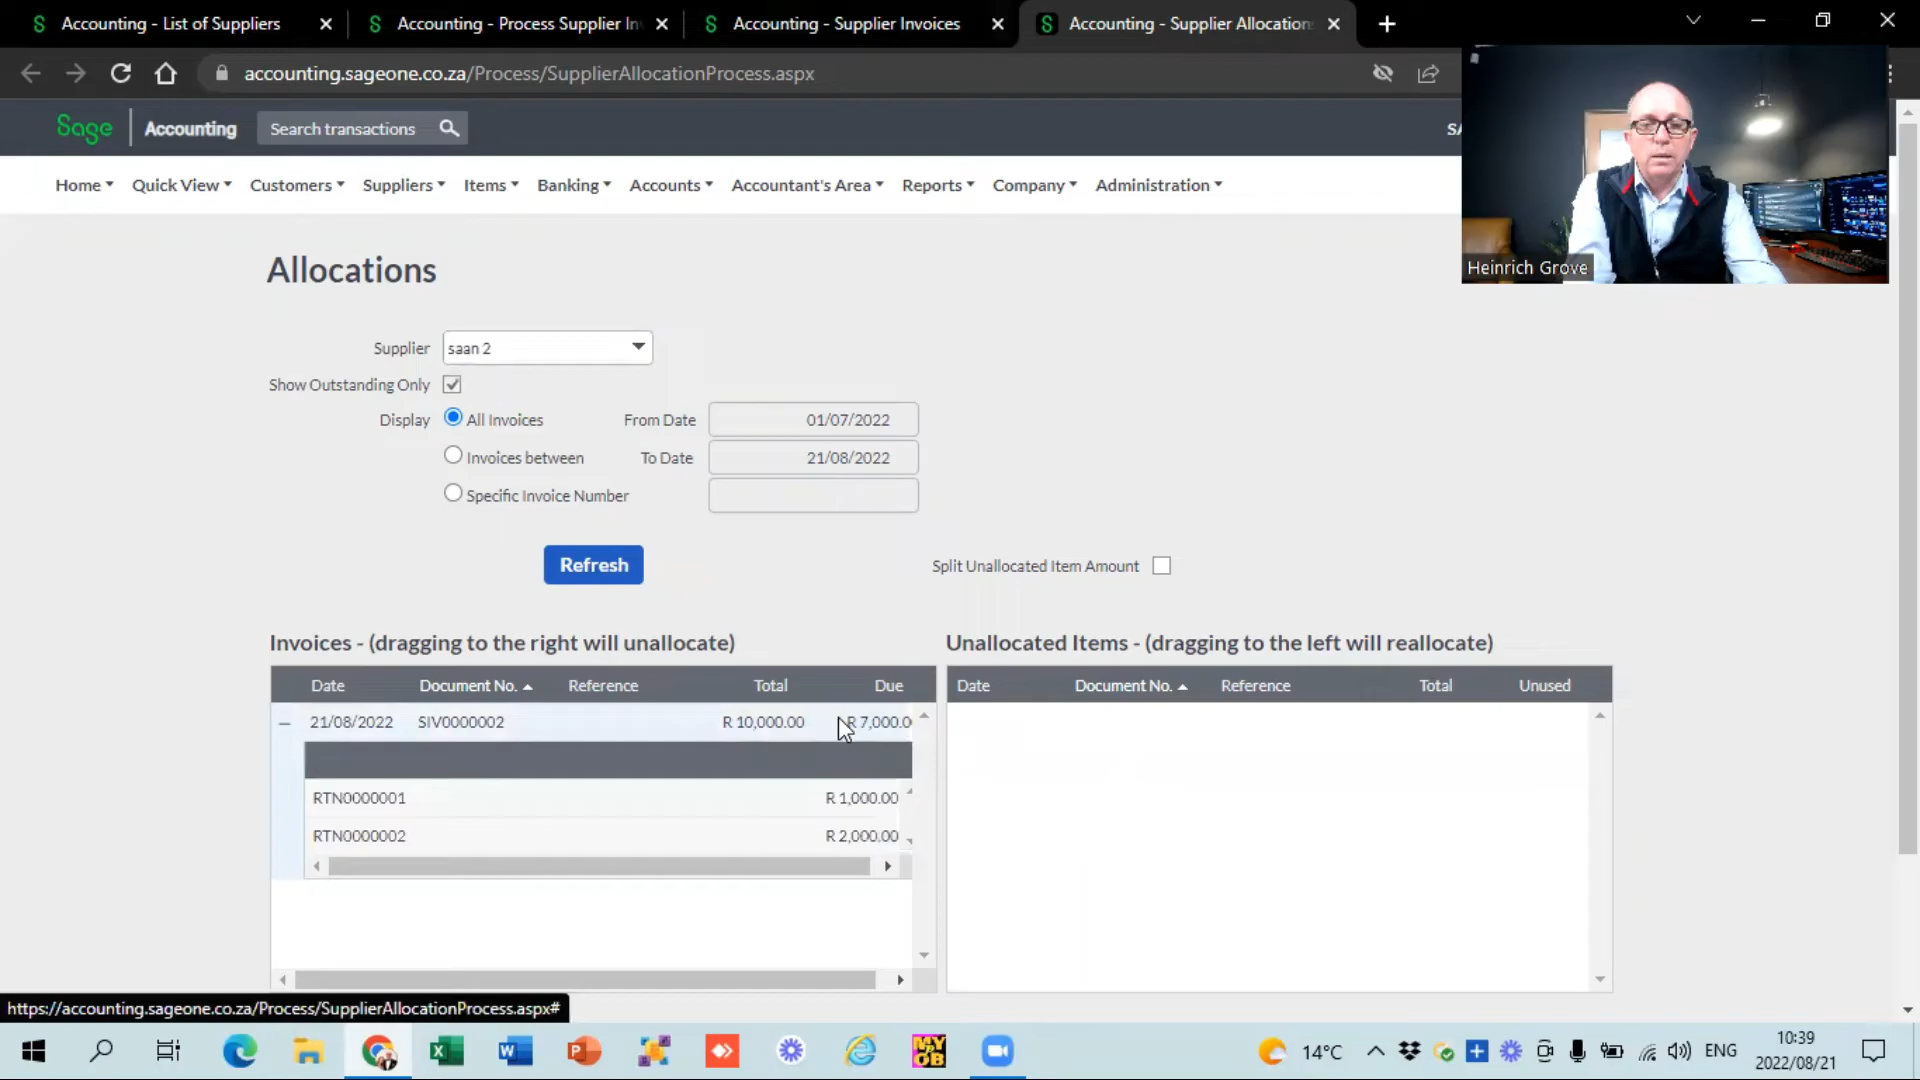 Accounting - List of Suppliers
Accounting - Process Supplier In
Accounting - Supplier Invoices
Accounting - Supplier Allocation
accounting.sageone.co.za/Process/SupplierAllocationProcess.aspx
Sage Accounting
Search transactions
SA
Home Quick View Customers Suppliers Items Banking Accounts Accountant's Area Reports Company Administration
Heinrich Grove
Allocations
Supplier saan 2
Show Outstanding Only
Display All Invoices From Date 01/07/2022
Invoices between To Date 21/08/2022
Specific Invoice Number
Refresh
Split Unallocated Item Amount
Invoices - (dragging to the right will unallocate)
Unallocated Items - (dragging to the left will reallocate)
Date Document No. Reference Total Due
Date Document No. Reference Total Unused
21/08/2022 SIV0000002 R 10,000.00 R 7,000.0
RTN0000001 R 1,000.00
RTN0000002 R 2,000.00
https://accounting.sageone.co.za/Process/SupplierAllocationProcess.aspx#
MY
OB
14°C
ENG
10:39
2022/08/21